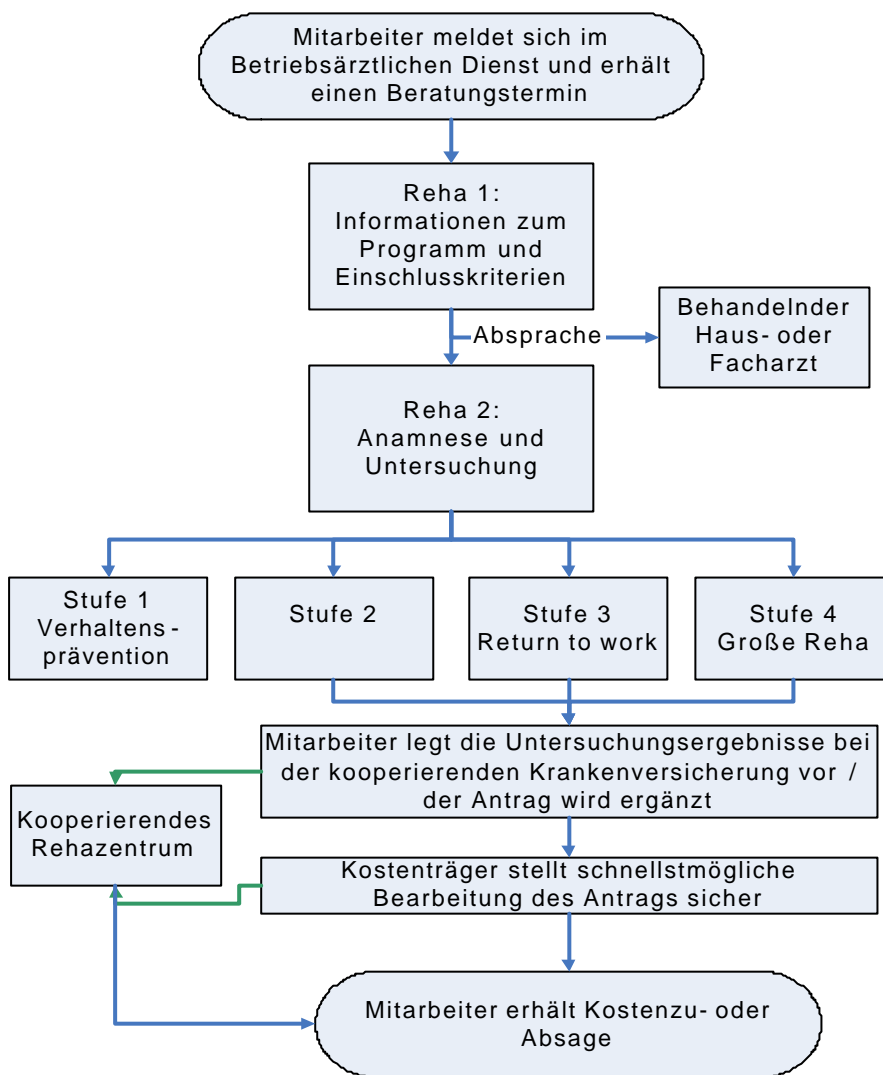 Mitarbeiter meldet sich im
Betriebsärztlichen Dienst und erhält
einen Beratungstermin
Reha 1:
Informationen zum
Programm und
Einschlusskriterien
Absprache
Behandelnder
Haus- oder
Facharzt
Reha 2:
Anamnese und
Untersuchung
Stufe 1
Verhaltens-
prävention
Stufe 2
Stufe 3
Return to work
Stufe 4
Große Reha
Mitarbeiter legt die Untersuchungsergebnisse bei
der kooperierenden Krankenversicherung vor /
der Antrag wird ergänzt
Kooperierendes
Rehazentrum
Kostenträger stellt schnellstmögliche
Bearbeitung des Antrags sicher
Mitarbeiter erhält Kostenzu- oder
Absage